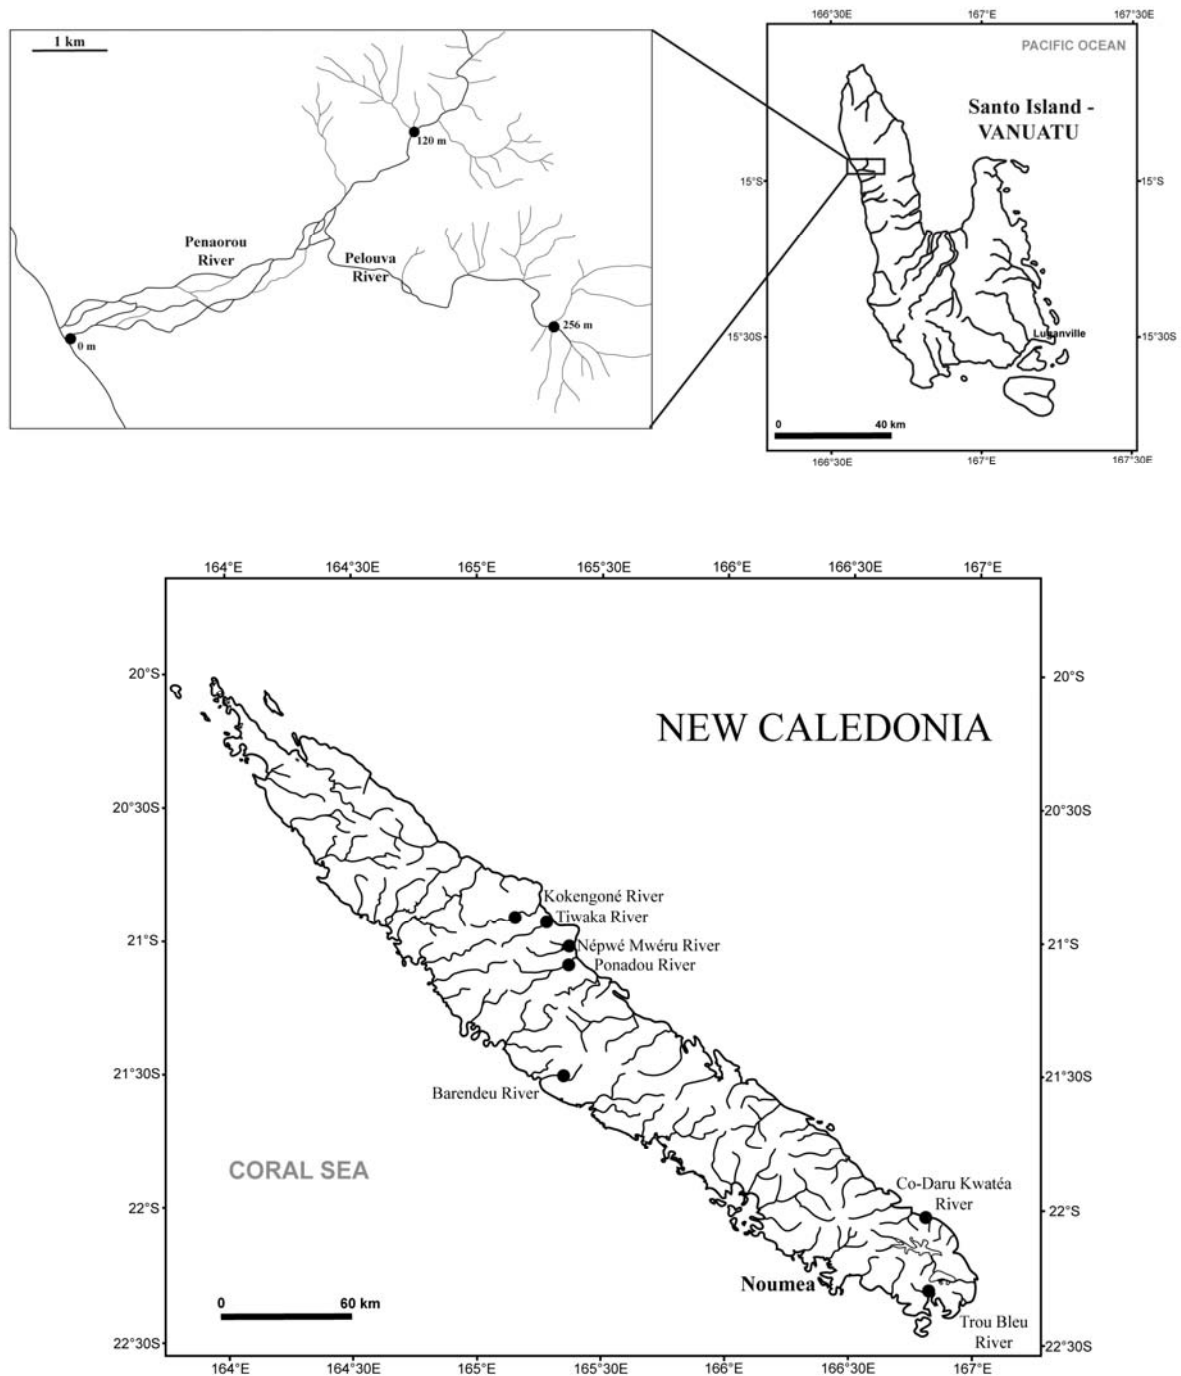 1 km
120 m
Penaorou
River
Pelouva
River
256 m
0 m
166°30E
167°E
167°30E
PACIFIC OCEAN
Santo Island -
VANUATU
15°S
15°S
15°30S
15°30S
Luganville
0
40 km
166°30E
167°E
167°30E
164°E
164°30E
165°E
165°30E
166°E
166°30E
167°E
20°S
20°S
NEW CALEDONIA
20°30S
20°30S
Kokengoné River
Tiwaka River
21°S
21°S
Népwé Mwéru River
Ponadou River
21°30S
21°30S
Barendeu River
CORAL SEA
Co-Daru Kwatéa
River
22°S
22°S
Noumea
0
60 km
Trou Bleu
River
22°30S
22°30S
164°E
164°30E
165°E
165°30E
166°E
166°30E
167°E